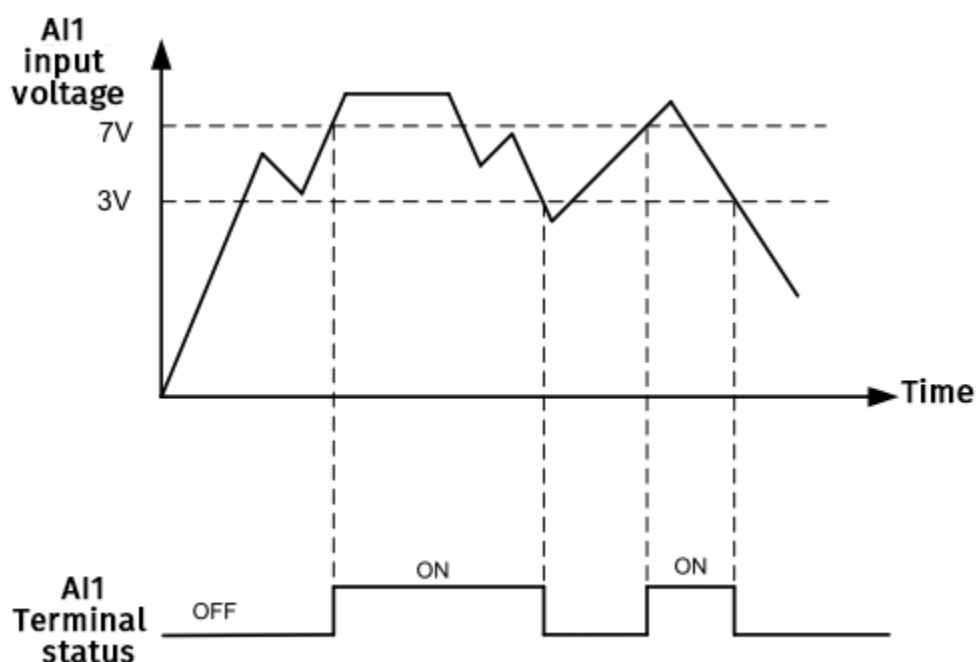 AI1
input
voltage
7V
3V
Time
ON
ON
OFF
AI1
Terminal
status